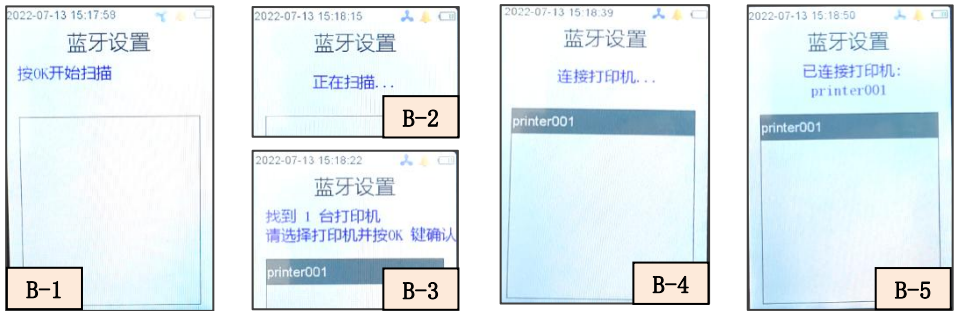 2022-07-13 15:17:59
蓝牙设置
按OK开始扫描
B-1
2022-07-13 15:18:15
蓝牙设置
正在扫描...
B-2
2022-07-13 15:18:22
蓝牙设置
找到 1 台打印机
请选择打印机并按OK 键确认
printer001
B-3
2022-07-13 15:18:39
蓝牙设置
连接打印机...
printer001
B-4
2022-07-13 15:18:50
蓝牙设置
已连接打印机:
printer001
printer001
B-5